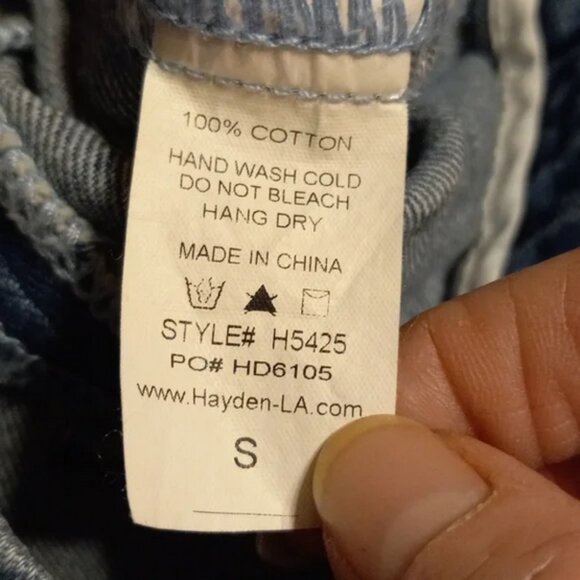 100% COTTON
HAND WASH COLD
DO NOT BLEACH
HANG DRY
MADE IN CHINA
STYLE# H5425
PO# HD6105
www.Hayden-LA.com
S